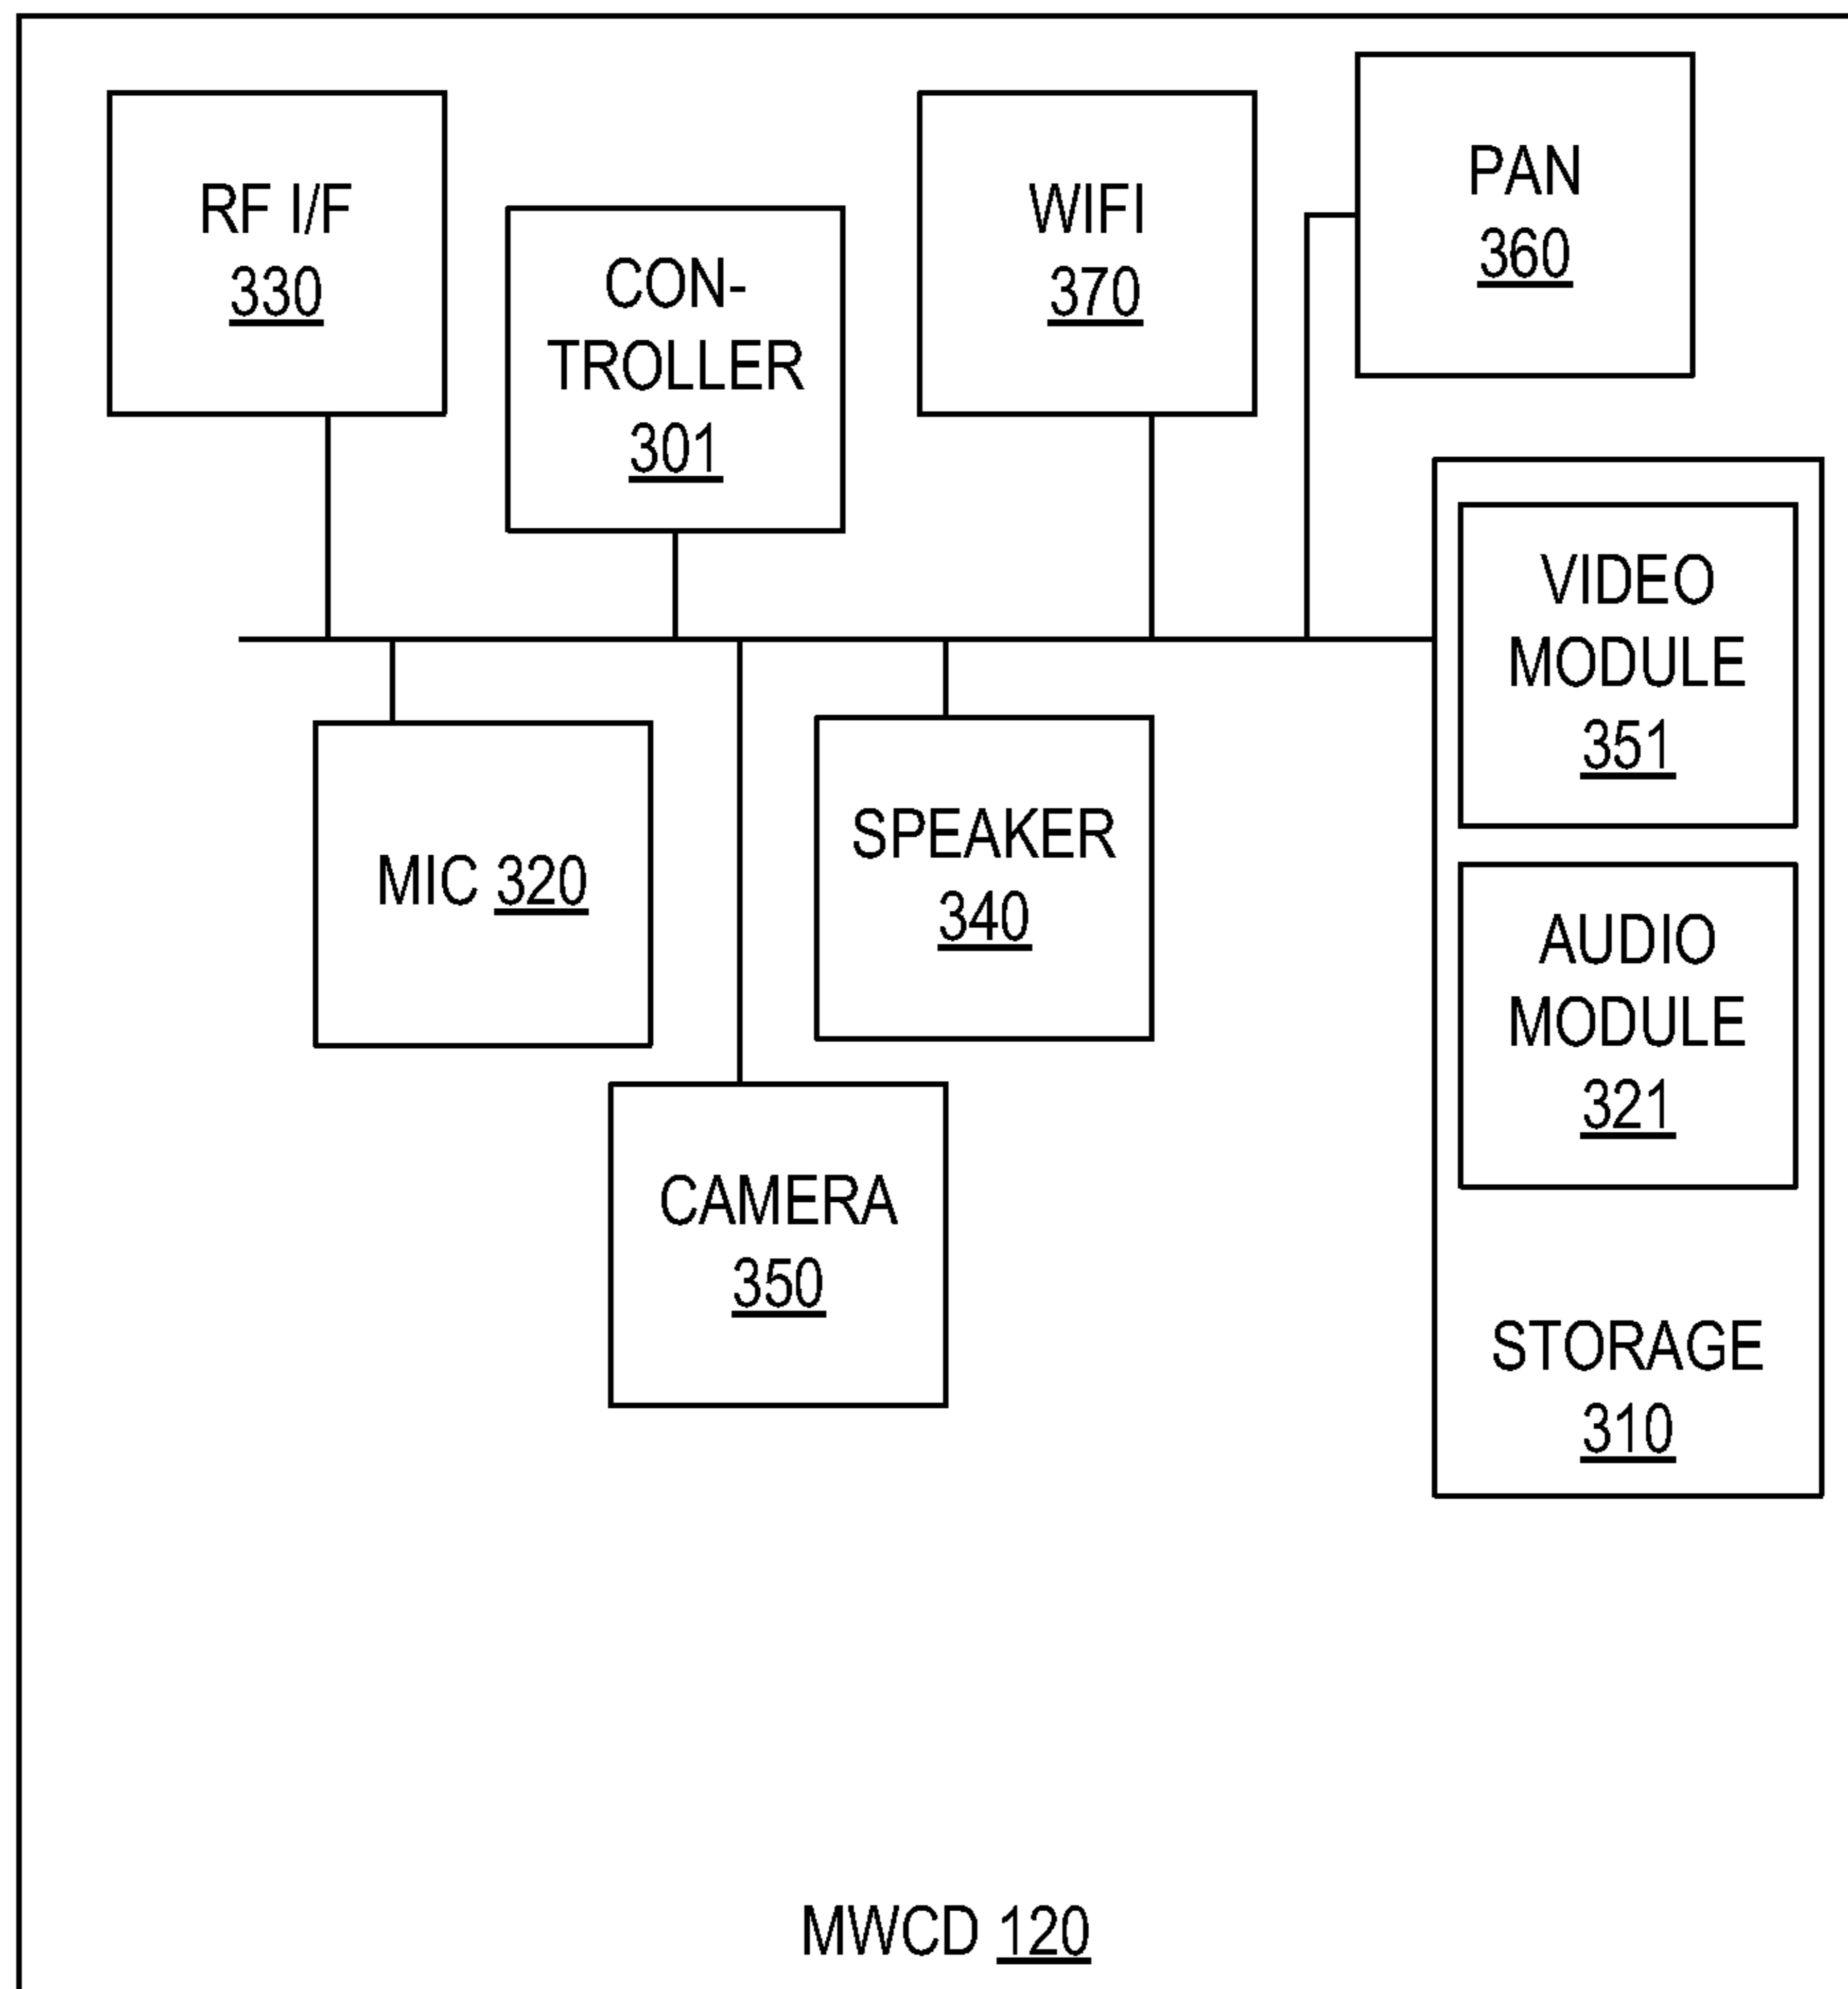 RF I/F
330
CON-
TROLLER
301
WIFI
370
PAN
360
VIDEO
MODULE
351
MIC 320
SPEAKER
340
AUDIO
MODULE
321
CAMERA
350
STORAGE
310
MWCD 120